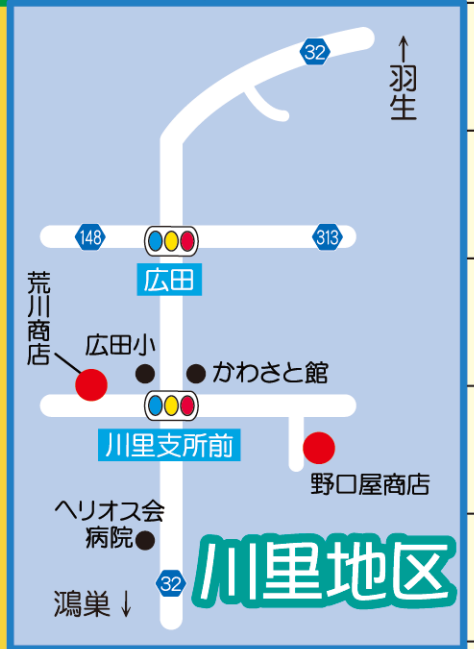 32
↑
羽生
148
313
広田
荒川商店
広田小
かわさと館
川里支所前
野口屋商店
ヘリオス会
病院
32
川里地区
鴻巣↓